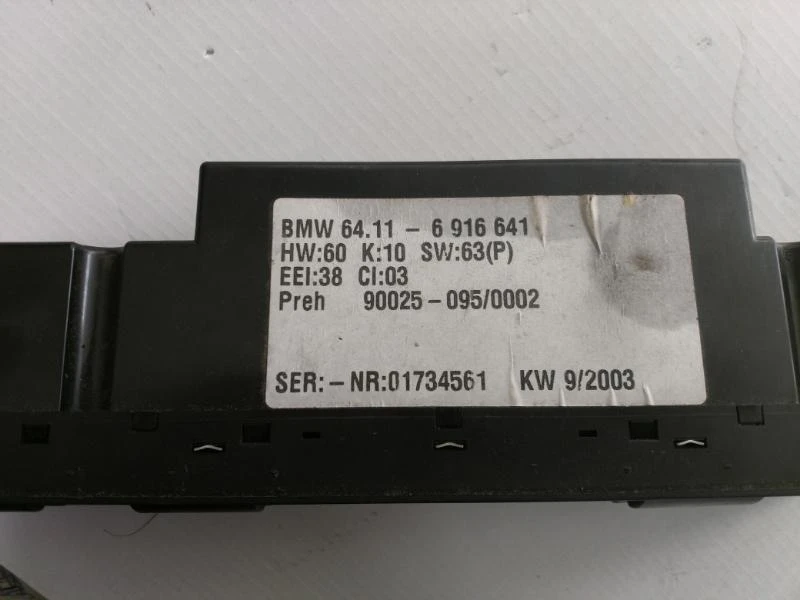 BMW 64.11 - 6 916 641
HW:60 K:10 SW:63(P)
EEI:38 CI:03
Preh 90025-095/0002
SER:-NR:01734561 KW 9/2003